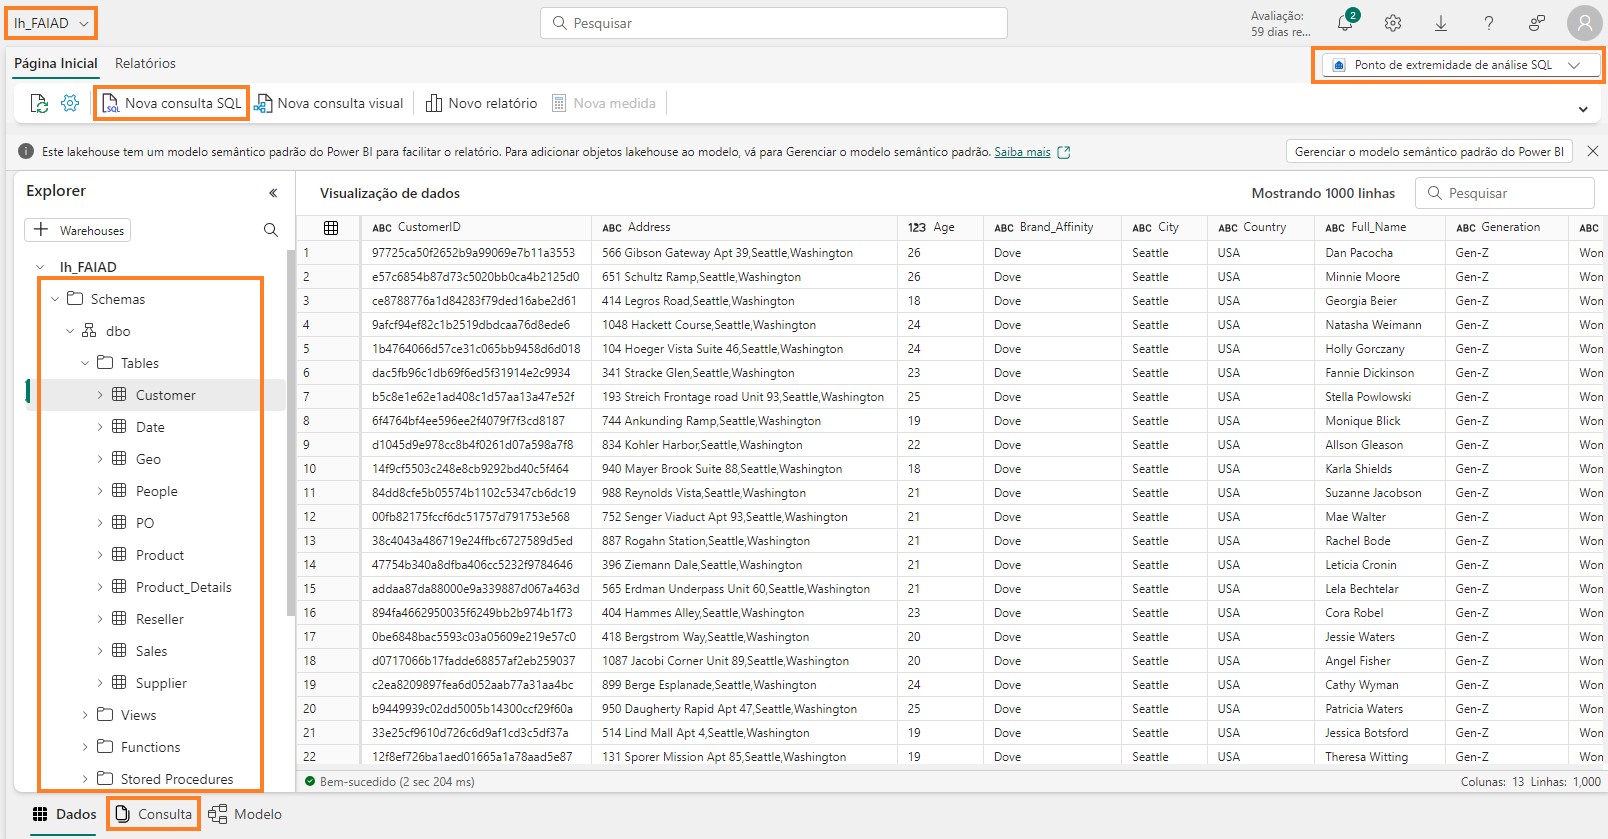 lh_FAIAD
Pesquisar
Avaliação:
59 dias re...
2
?
A
Página Inicial
Relatórios
Ponto de extremidade de análise SQL
Nova consulta SQL
Nova consulta visual
Novo relatório
Nova medida
Este lakehouse tem um modelo semântico padrão do Power BI para facilitar o relatório. Para adicionar objetos lakehouse ao modelo, vá para Gerenciar o modelo semântico padrão. Saiba mais
Gerenciar o modelo semântico padrão do Power BI
Explorer
Warehouses
lh_FAIAD
Schemas
dbo
Tables
Customer
Date
Geo
People
PO
Product
Product_Details
Reseller
Sales
Supplier
Views
Functions
Stored Procedures
Visualização de dados
Mostrando 1000 linhas
Pesquisar
ABC CustomerID ABC Address 123 Age ABC Brand_Affinity ABC City ABC Country ABC Full_Name ABC Generation ABC
1 97725ca50f2652b9a99069e7b11a3553 566 Gibson Gateway Apt 39,Seattle,Washington 26 Dove Seattle USA Dan Pacocha Gen-Z Won
2 e57c6854b87d73c5020bb0ca4b2125d0 651 Schultz Ramp,Seattle,Washington 26 Dove Seattle USA Minnie Moore Gen-Z Won
3 ce8788776a1d84283f79ded16abe2d61 414 Legros Road,Seattle,Washington 18 Dove Seattle USA Georgia Beier Gen-Z Won
4 9afcf94ef82c1b2519dbdcaa76d8ede6 1048 Hackett Course,Seattle,Washington 24 Dove Seattle USA Natasha Weimann Gen-Z Won
5 1b4764066d57ce31c065bb9458d6d018 104 Hoeger Vista Suite 46,Seattle,Washington 24 Dove Seattle USA Holly Gorczany Gen-Z Won
6 dac5fb96c1db69f6ed5f31914e2c9934 341 Stracke Glen,Seattle,Washington 23 Dove Seattle USA Fannie Dickinson Gen-Z Won
7 b5c8e1e62e1ad408c1d57aa13a47e52f 193 Streich Frontage road Unit 93,Seattle,Washington 25 Dove Seattle USA Stella Powlowski Gen-Z Won
8 6f4764bf4ee596ee2f4079f7f3cd8187 744 Ankunding Ramp,Seattle,Washington 19 Dove Seattle USA Monique Blick Gen-Z Won
9 d1045d9e978cc8b4f0261d07a598a7f8 834 Kohler Harbor,Seattle,Washington 22 Dove Seattle USA Allson Gleason Gen-Z Won
10 14f9cf5503c248e8cb9292bd40c5f464 940 Mayer Brook Suite 88,Seattle,Washington 18 Dove Seattle USA Karla Shields Gen-Z Won
11 84dd8cfe5b05574b1102c5347cb6dc19 988 Reynolds Vista,Seattle,Washington 21 Dove Seattle USA Suzanne Jacobson Gen-Z Won
12 00fb82175fccf6dc51757d791753e568 752 Senger Viaduct Apt 93,Seattle,Washington 21 Dove Seattle USA Mae Walter Gen-Z Won
13 38c4043a486719e24ffbc6727589d5ed 887 Rogahn Station,Seattle,Washington 21 Dove Seattle USA Rachel Bode Gen-Z Won
14 47754b340a8dfba406cc5232f9784646 396 Ziemann Dale,Seattle,Washington 21 Dove Seattle USA Leticia Cronin Gen-Z Won
15 addaa87da88000e9a339887d067a463d 565 Erdman Underpass Unit 60,Seattle,Washington 21 Dove Seattle USA Lela Bechtelar Gen-Z Won
16 894fa4662950035f6249bb2b974b1f73 404 Hammes Alley,Seattle,Washington 23 Dove Seattle USA Cora Robel Gen-Z Won
17 0be6848bac5593c03a05609e219e57c0 418 Bergstrom Way,Seattle,Washington 20 Dove Seattle USA Jessie Waters Gen-Z Won
18 d0717066b17fadde68857af2eb259037 1087 Jacobi Corner Unit 89,Seattle,Washington 20 Dove Seattle USA Angel Fisher Gen-Z Won
19 c2ea8209897fea6d052aab77a31aa4bc 899 Berge Esplanade,Seattle,Washington 24 Dove Seattle USA Cathy Wyman Gen-Z Won
20 b9449939c02dd5005b14300ccf29f60a 950 Daugherty Rapid Apt 47,Seattle,Washington 25 Dove Seattle USA Patricia Waters Gen-Z Won
21 33e25cf9610d726c6d9af1cd3c5df37a 514 Lind Mall Apt 4,Seattle,Washington 19 Dove Seattle USA Jessica Botsford Gen-Z Won
22 12f8ef726ba1aed01665a1a78aad5e87 131 Sporer Mission Apt 85,Seattle,Washington 19 Dove Seattle USA Theresa Witting Gen-Z Won
Bem-sucedido (2 sec 204 ms)
Colunas: 13 Linhas: 1,000
Dados
Consulta
Modelo